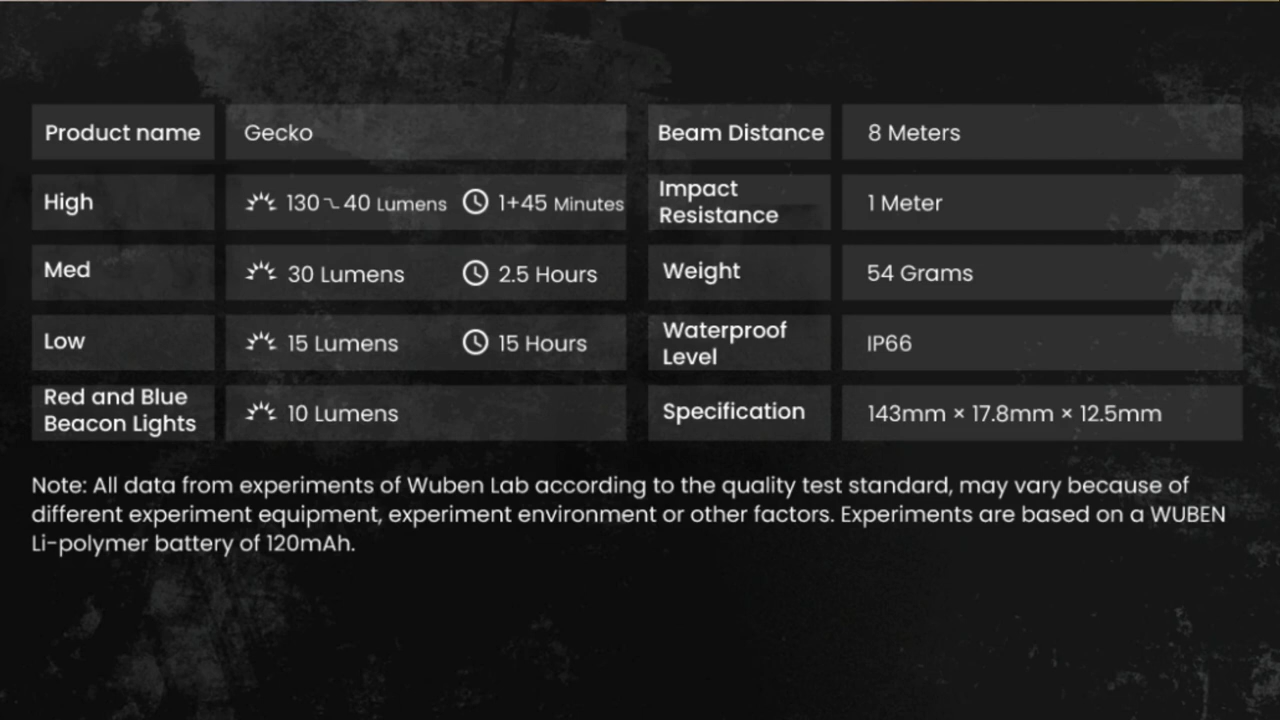 Product name Gecko Beam Distance 8 Meters
High 130~40 Lumens 1+45 Minutes Impact Resistance 1 Meter
Med 30 Lumens 2.5 Hours Weight 54 Grams
Low 15 Lumens 15 Hours Waterproof Level IP66
Red and Blue Beacon Lights 10 Lumens Specification 143mm × 17.8mm × 12.5mm
Note: All data from experiments of Wuben Lab according to the quality test standard, may vary because of
different experiment equipment, experiment environment or other factors. Experiments are based on a WUBEN
Li-polymer battery of 120mAh.